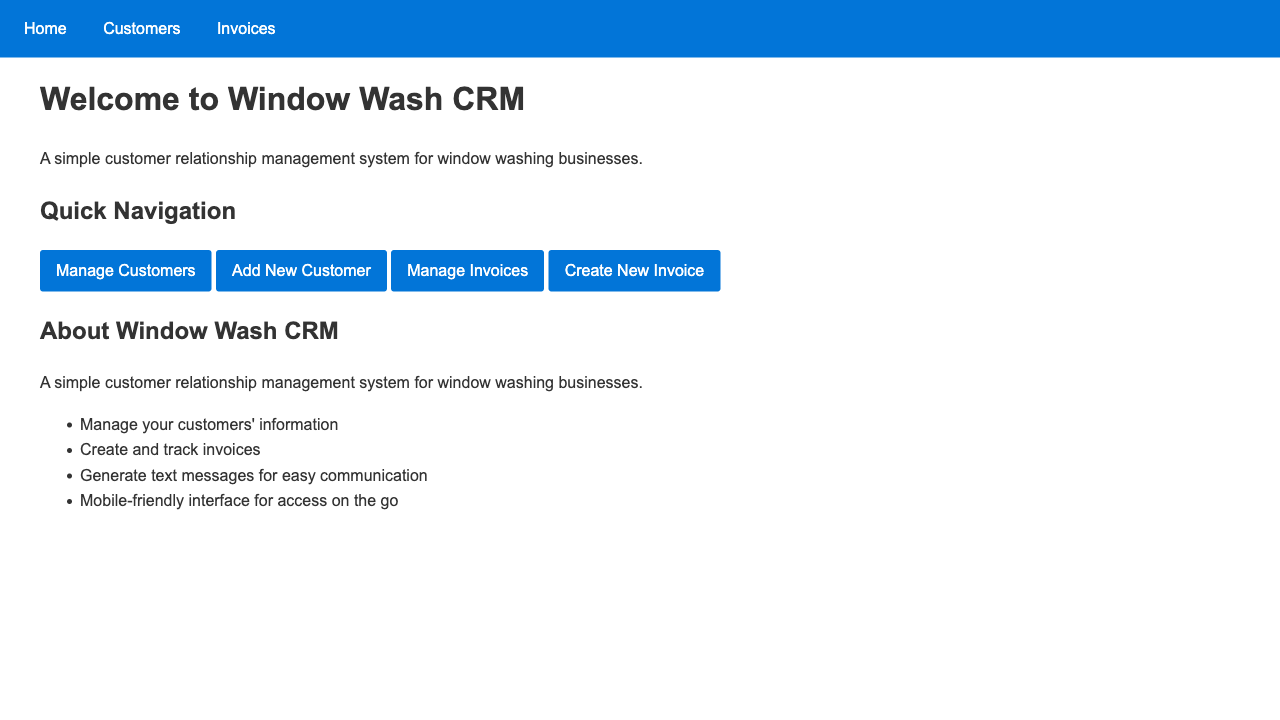 Home Customers Invoices
Welcome to Window Wash CRM
A simple customer relationship management system for window washing businesses.
Quick Navigation
Manage Customers Add New Customer Manage Invoices Create New Invoice
About Window Wash CRM
A simple customer relationship management system for window washing businesses.
• Manage your customers' information
• Create and track invoices
• Generate text messages for easy communication
• Mobile-friendly interface for access on the go